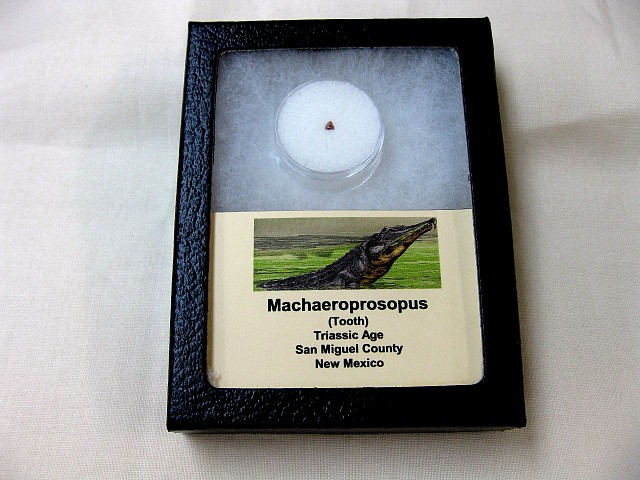 Machaeroprosopus
(Tooth)
Triassic Age
San Miguel County
New Mexico